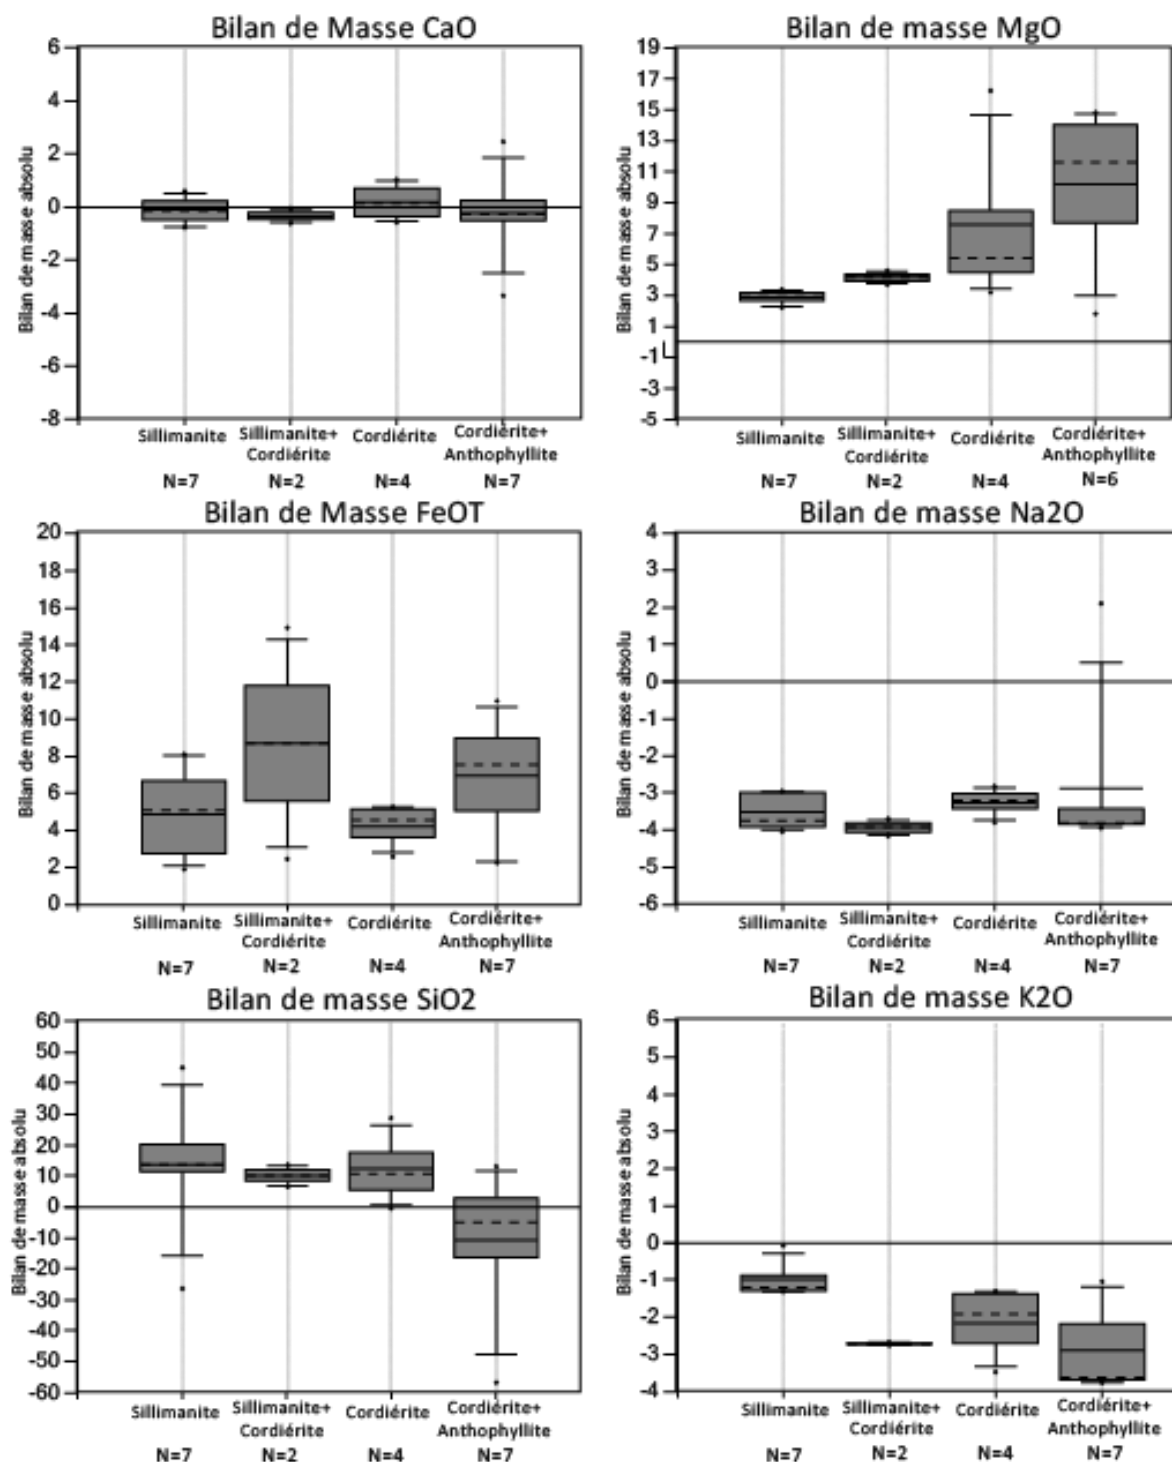 Bilan de Masse CaO
Bilan de masse absolu
6
4
2
0
-2
-4
-6
-8
Sillimanite
Sillimanite+
Cordiérite
Cordiérite
Cordiérite+
Anthophyllite
N=7
N=2
N=4
N=7
Bilan de masse MgO
Bilan de masse absolu
19
17
15
13
11
9
7
5
3
1
-1
-3
-5
Sillimanite
Sillimanite+
Cordiérite
Cordiérite
Cordiérite+
Anthophyllite
N=7
N=2
N=4
N=6
Bilan de Masse FeOT
Bilan de masse absolu
20
18
16
14
12
10
8
6
4
2
0
Sillimanite
Sillimanite+
Cordiérite
Cordiérite
Cordiérite+
Anthophyllite
N=7
N=2
N=4
N=7
Bilan de masse Na2O
Bilan de masse absolu
4
3
2
1
0
-1
-2
-3
-4
-5
-6
Sillimanite
Sillimanite+
Cordiérite
Cordiérite
Cordiérite+
Anthophyllite
N=7
N=2
N=4
N=7
Bilan de masse SiO2
Bilan de masse absolu
60
50
40
30
20
10
0
-10
-20
-30
-40
-50
-60
Sillimanite
Sillimanite+
Cordiérite
Cordiérite
Cordiérite+
Anthophyllite
N=7
N=2
N=4
N=7
Bilan de masse K2O
Bilan de masse absolu
6
5
4
3
2
1
0
-1
-2
-3
-4
Sillimanite
Sillimanite+
Cordiérite
Cordiérite
Cordiérite+
Anthophyllite
N=7
N=2
N=4
N=7